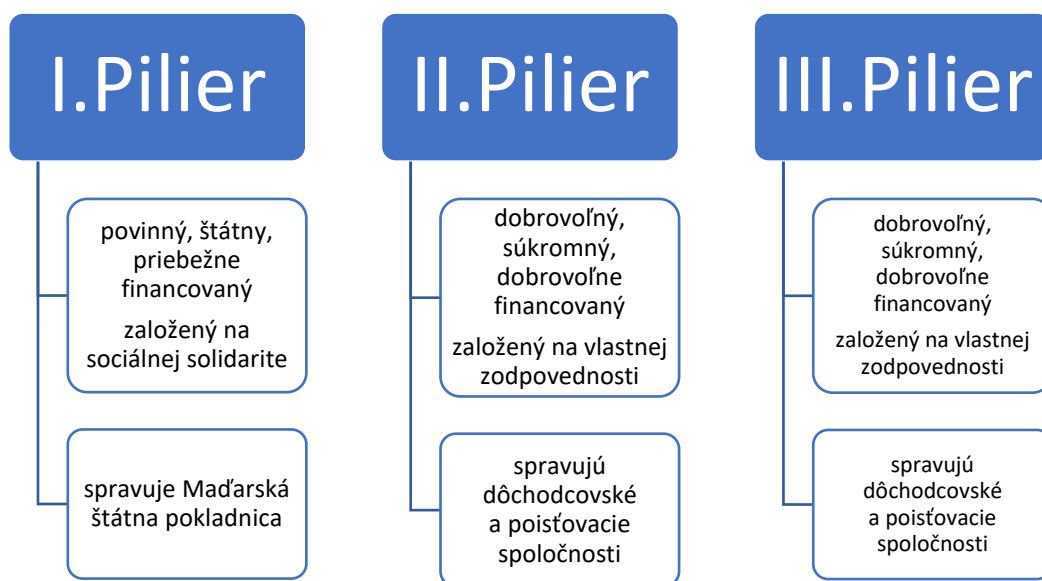 I.Pilier
povinný, štátny,
priebežne
financovaný
založený na
sociálnej solidarite
spravuje Maďarská
štátna pokladnica
II.Pilier
dobrovoľný,
súkromný,
dobrovoľne
financovaný
založený na vlastnej
zodpovednosti
spravujú
dôchodcovské
a poisťovacie
spoločnosti
III.Pilier
dobrovoľný,
súkromný,
dobrovoľne
financovaný
založený na vlastnej
zodpovednosti
spravujú
dôchodcovské
a poisťovacie
spoločnosti